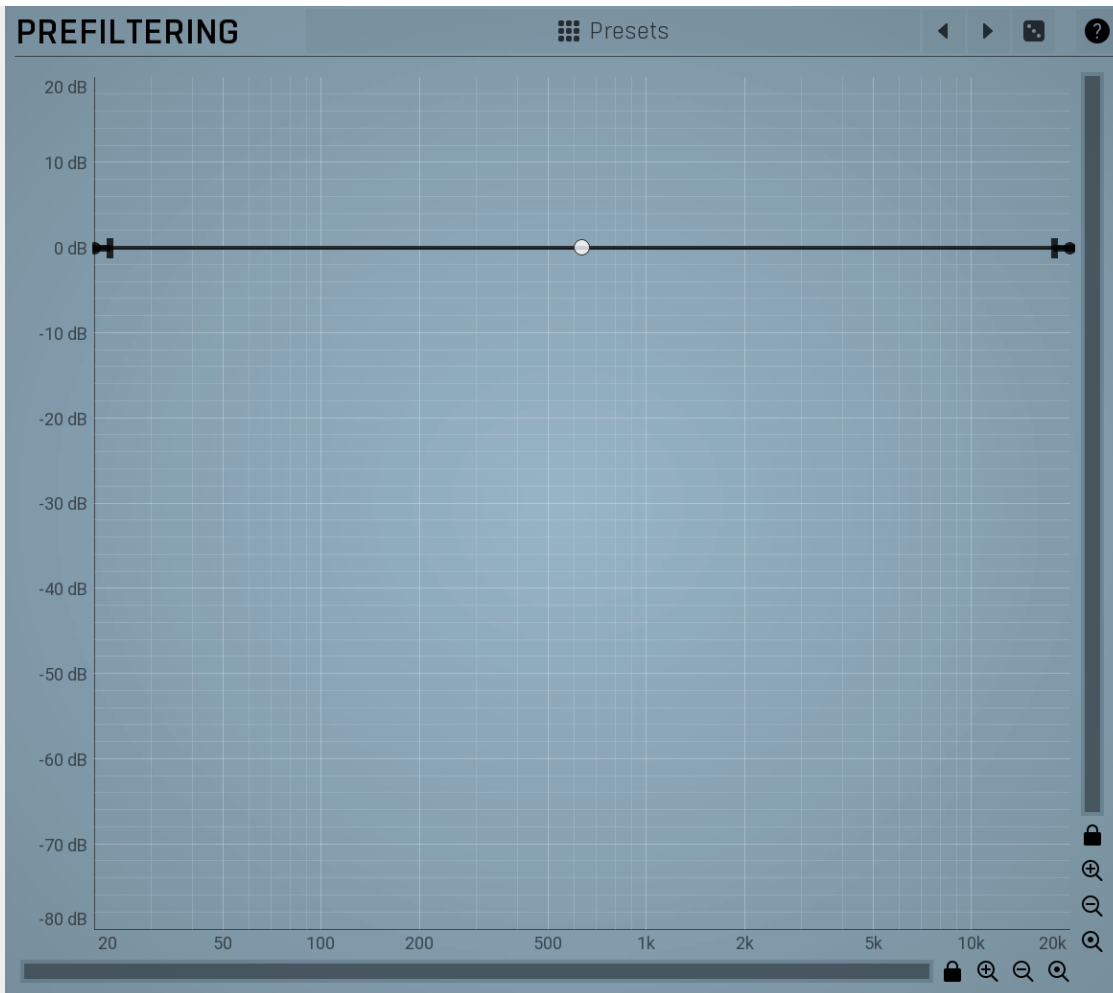 PREFILTERING Presets ?
20 dB
10 dB
0 dB
-10 dB
-20 dB
-30 dB
-40 dB
-50 dB
-60 dB
-70 dB
-80 dB
20 50 100 200 500 1k 2k 5k 10k 20k